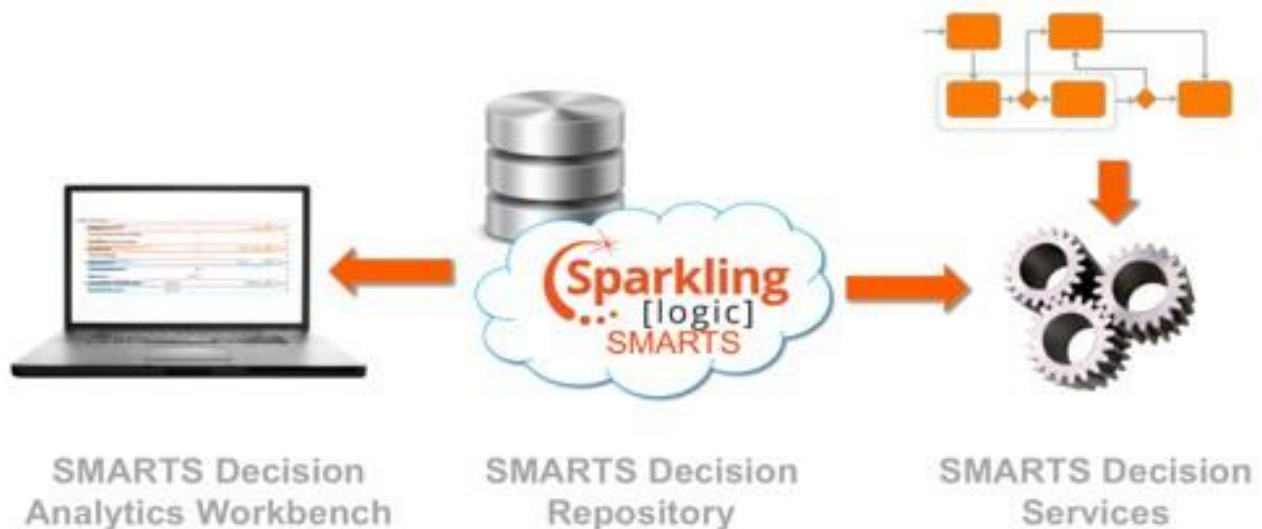 Sparkling
[logic]
SMARTS
SMARTS Decision
Analytics Workbench
SMARTS Decision
Repository
SMARTS Decision
Services